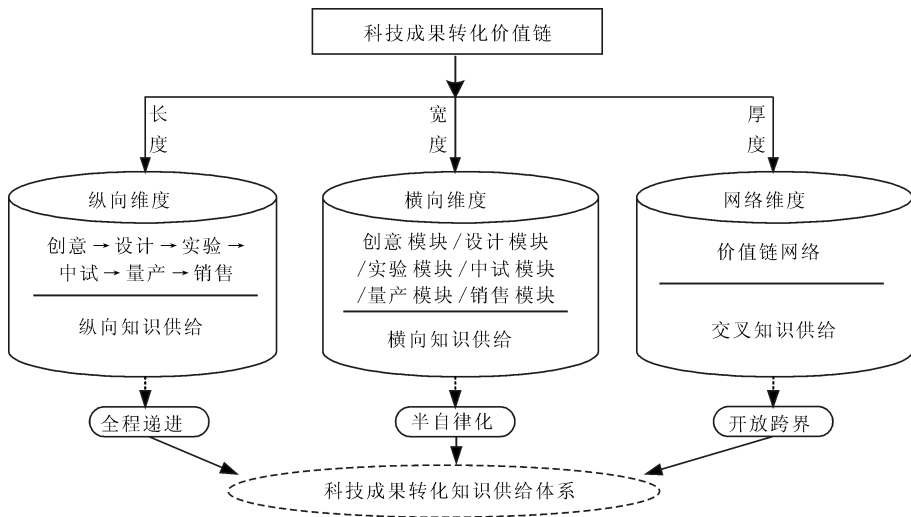 科技成果转化价值链
长度
宽度
厚度
纵向维度
创意→设计→实验→
中试→量产→销售
纵向知识供给
横向维度
创意模块/设计模块
/实验模块/中试模块
/量产模块/销售模块
横向知识供给
网络维度
价值链网络
交叉知识供给
全程递进
半自律化
开放跨界
科技成果转化知识供给体系